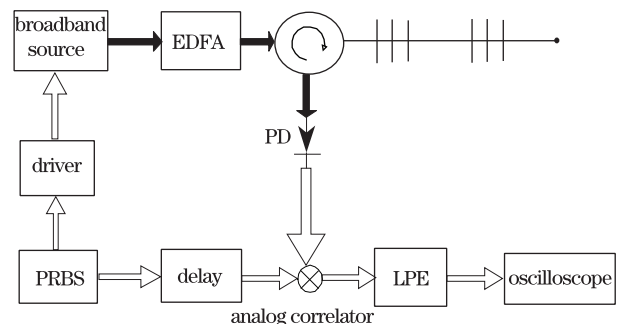 broadband
source
EDFA
PD
driver
PRBS
delay
LPE
oscilloscope
analog correlator